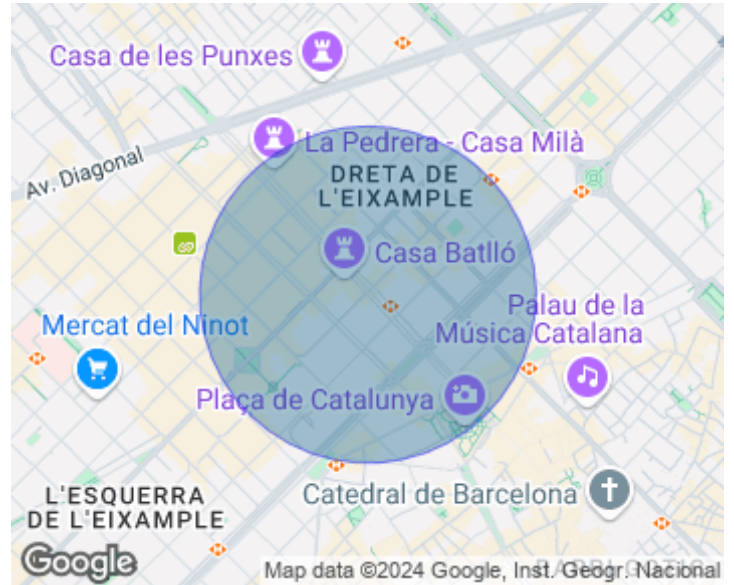 Casa de les Punxes
La Pedrera - Casa Milà
Av. Diagonal
DRETA DE
L'EIXAMPLE
Casa Batlló
Palau de la
Música Catalana
Mercat del Ninot
Plaça de Catalunya
L'ESQUERRA
DE L'EIXAMPLE
Catedral de Barcelona
Google
Map data ©2024 Google, Inst. Geogr. Nacional